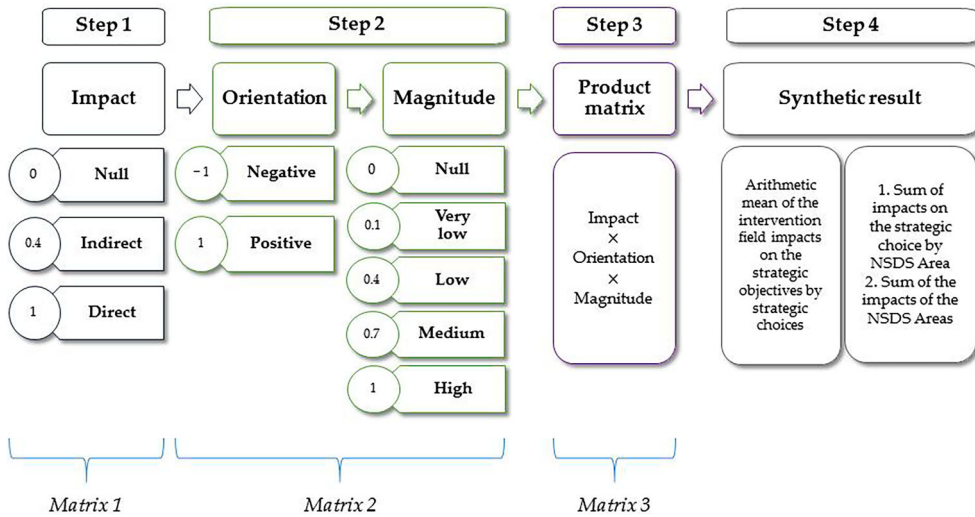 Step 1
Step 2
Step 3
Step 4
Impact
Orientation
Magnitude
Product
matrix
Synthetic result
0
Null
0.4
Indirect
1
Direct
−1
Negative
1
Positive
0
Null
0.1
Very
low
0.4
Low
0.7
Medium
1
High
Impact
×
Orientation
×
Magnitude
Arithmetic
mean of the
intervention
field impacts
on the
strategic
objectives by
strategic
choices
1. Sum of
impacts on
the strategic
choice by
NSDS Area
2. Sum of the
impacts of the
NSDS Areas
Matrix 1
Matrix 2
Matrix 3